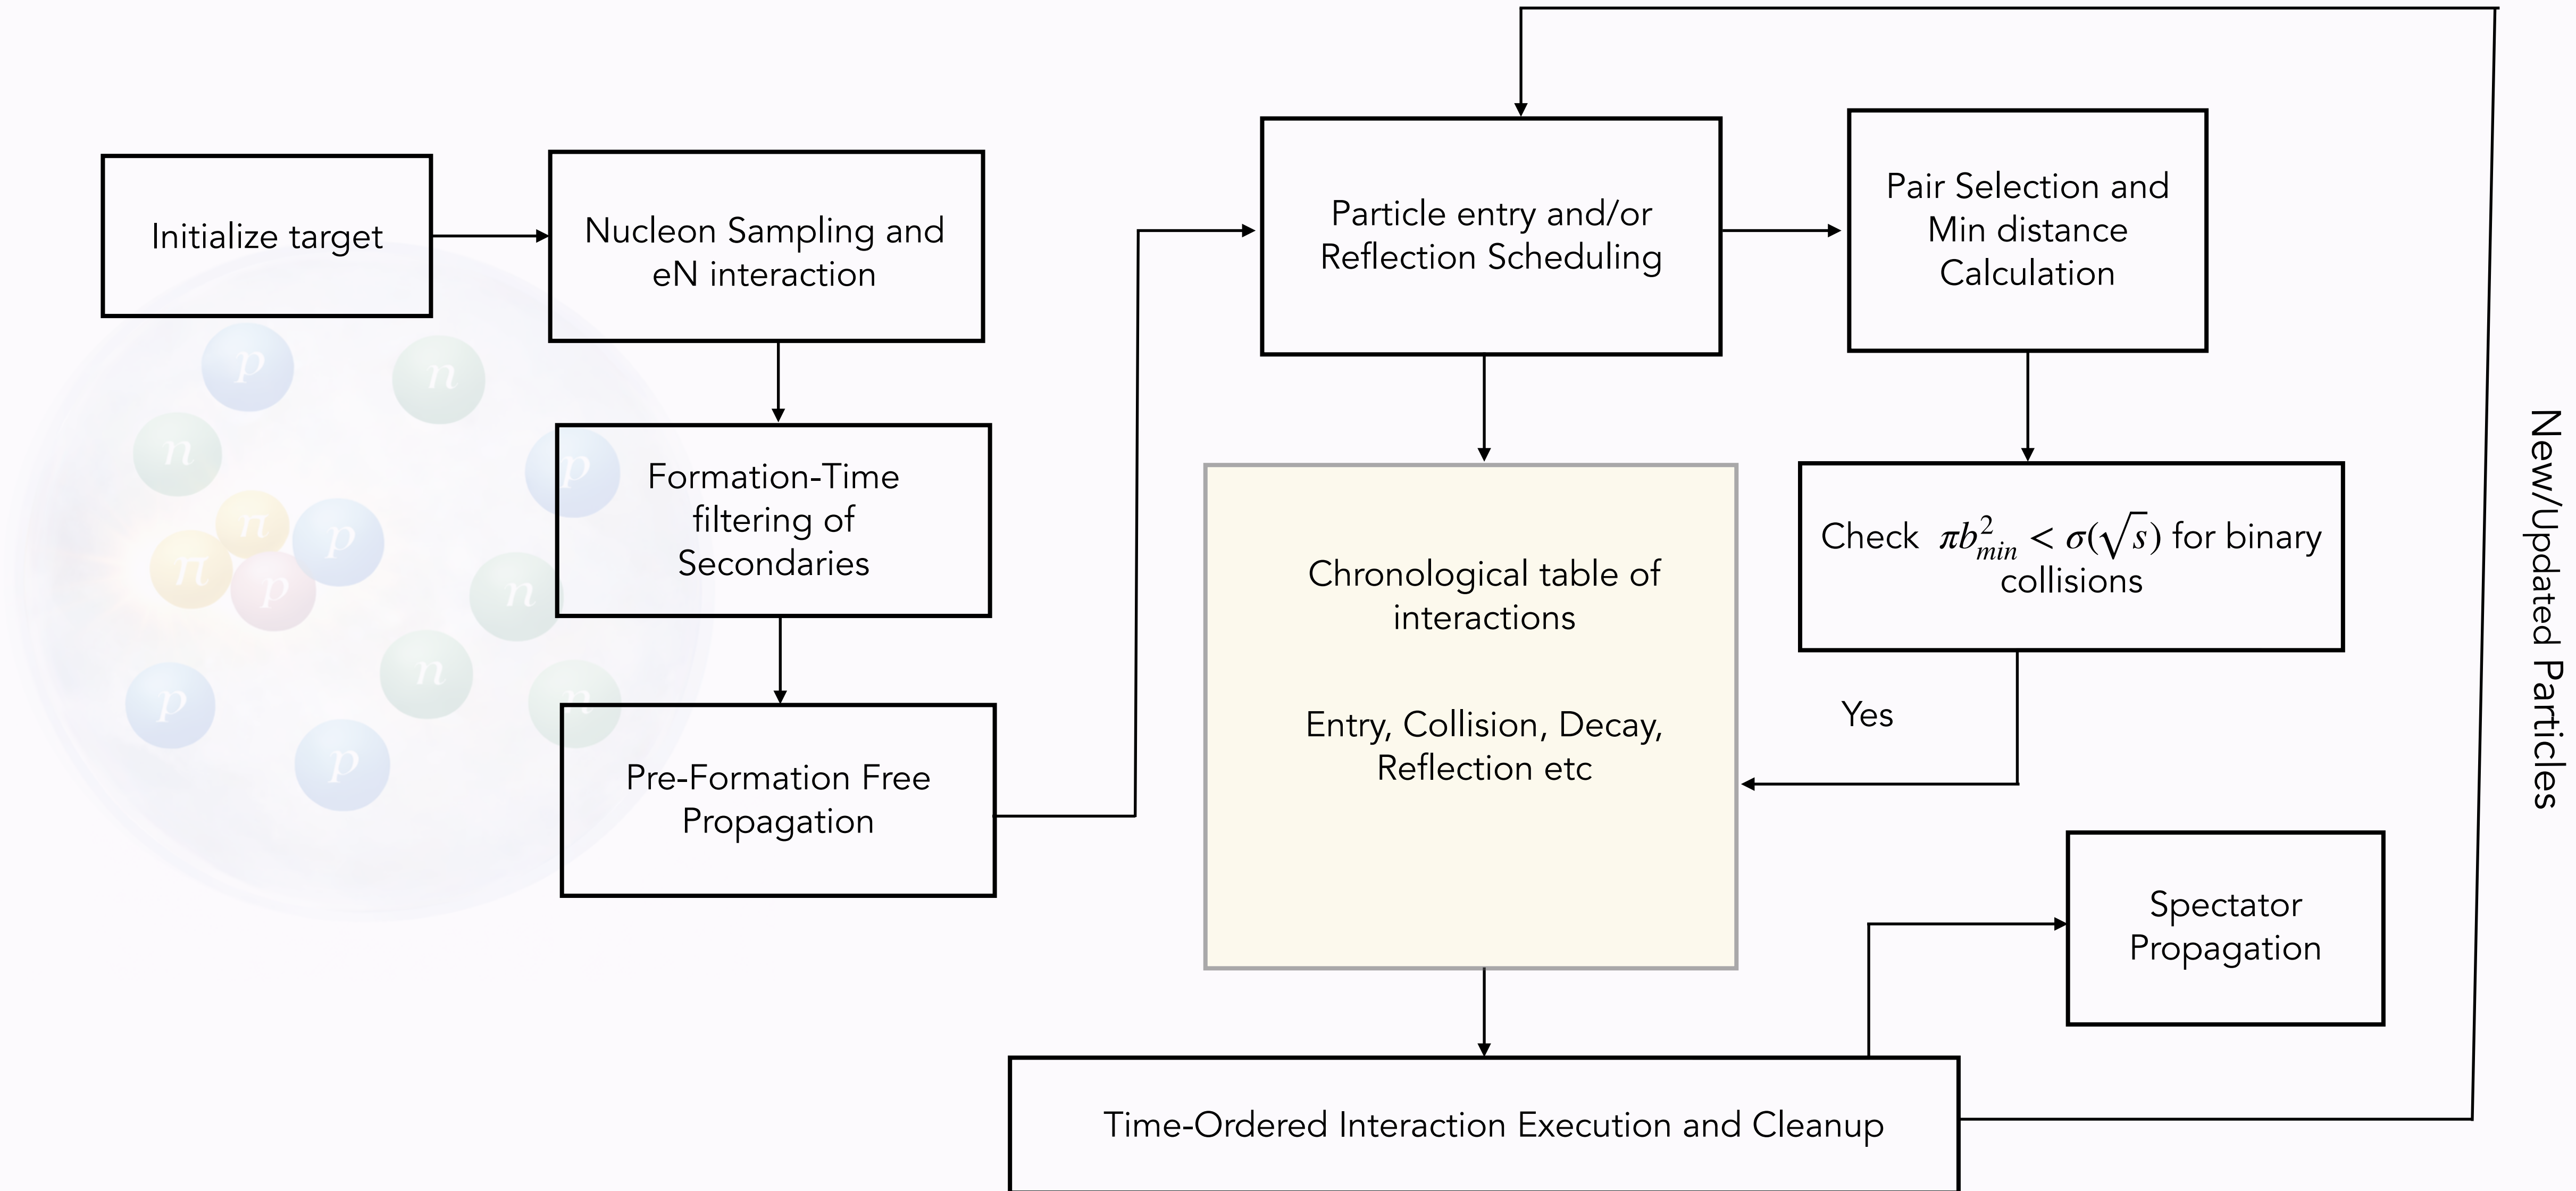 Initialize target
Nucleon Sampling and
eN interaction
Formation-Time
filtering of
Secondaries
Pre-Formation Free
Propagation
Particle entry and/or
Reflection Scheduling
Pair Selection and
Min distance
Calculation
Check πb²_min < σ(√s) for binary
collisions
Yes
Chronological table of
interactions
Entry, Collision, Decay,
Reflection etc
Spectator
Propagation
Time-Ordered Interaction Execution and Cleanup
New/Updated Particles
p
n
n
p
n
p
n
p
n
n
p
n
p